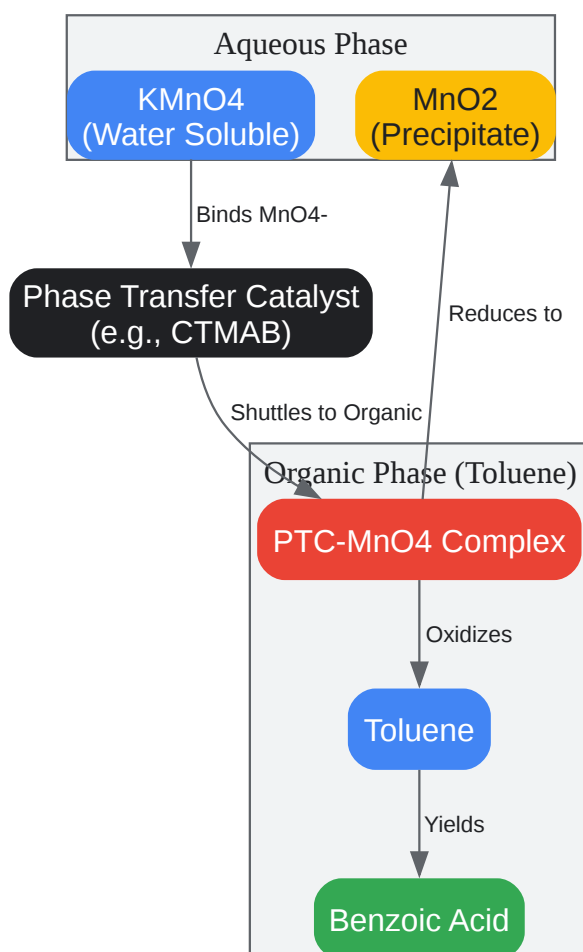 Aqueous Phase
KMnO4
(Water Soluble)
MnO2
(Precipitate)
Binds MnO4-
Phase Transfer Catalyst
(e.g., CTMAB)
Reduces to
Shuttles to Organic
Organic Phase (Toluene)
PTC-MnO4 Complex
Oxidizes
Toluene
Yields
Benzoic Acid